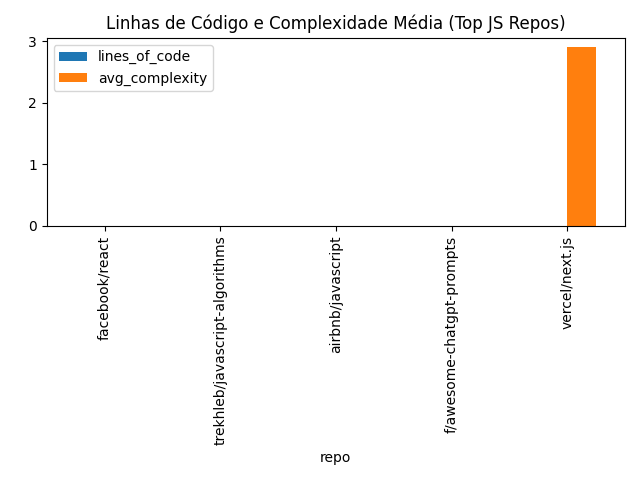 Linhas de Código e Complexidade Média (Top JS Repos)
lines_of_code
avg_complexity
3
2
1
0
facebook/react
trekhleb/javascript-algorithms
airbnb/javascript
f/awesome-chatgpt-prompts
vercel/next.js
repo